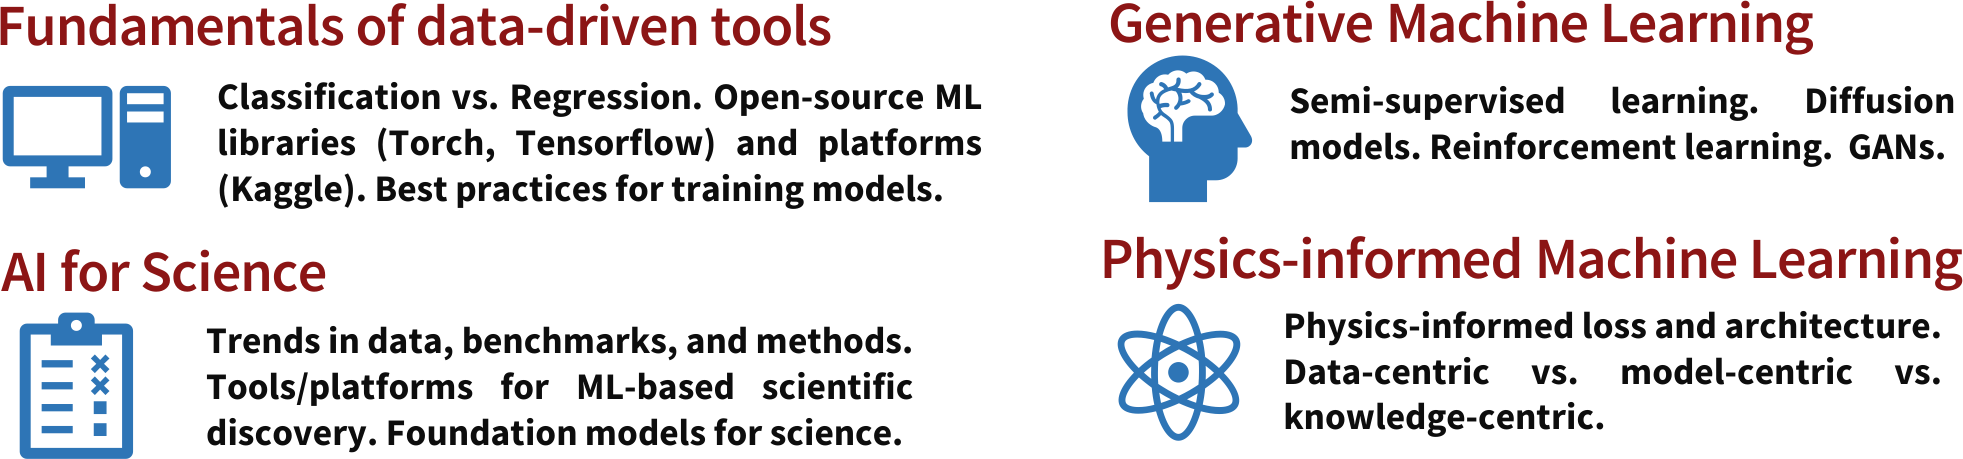 Fundamentals of data-driven tools
Classification vs. Regression. Open-source ML
libraries (Torch, Tensorflow) and platforms
(Kaggle). Best practices for training models.
Generative Machine Learning
Semi-supervised learning. Diffusion
models. Reinforcement learning. GANs.
AI for Science
Trends in data, benchmarks, and methods.
Tools/platforms for ML-based scientific
discovery. Foundation models for science.
Physics-informed Machine Learning
Physics-informed loss and architecture.
Data-centric vs. model-centric vs.
knowledge-centric.